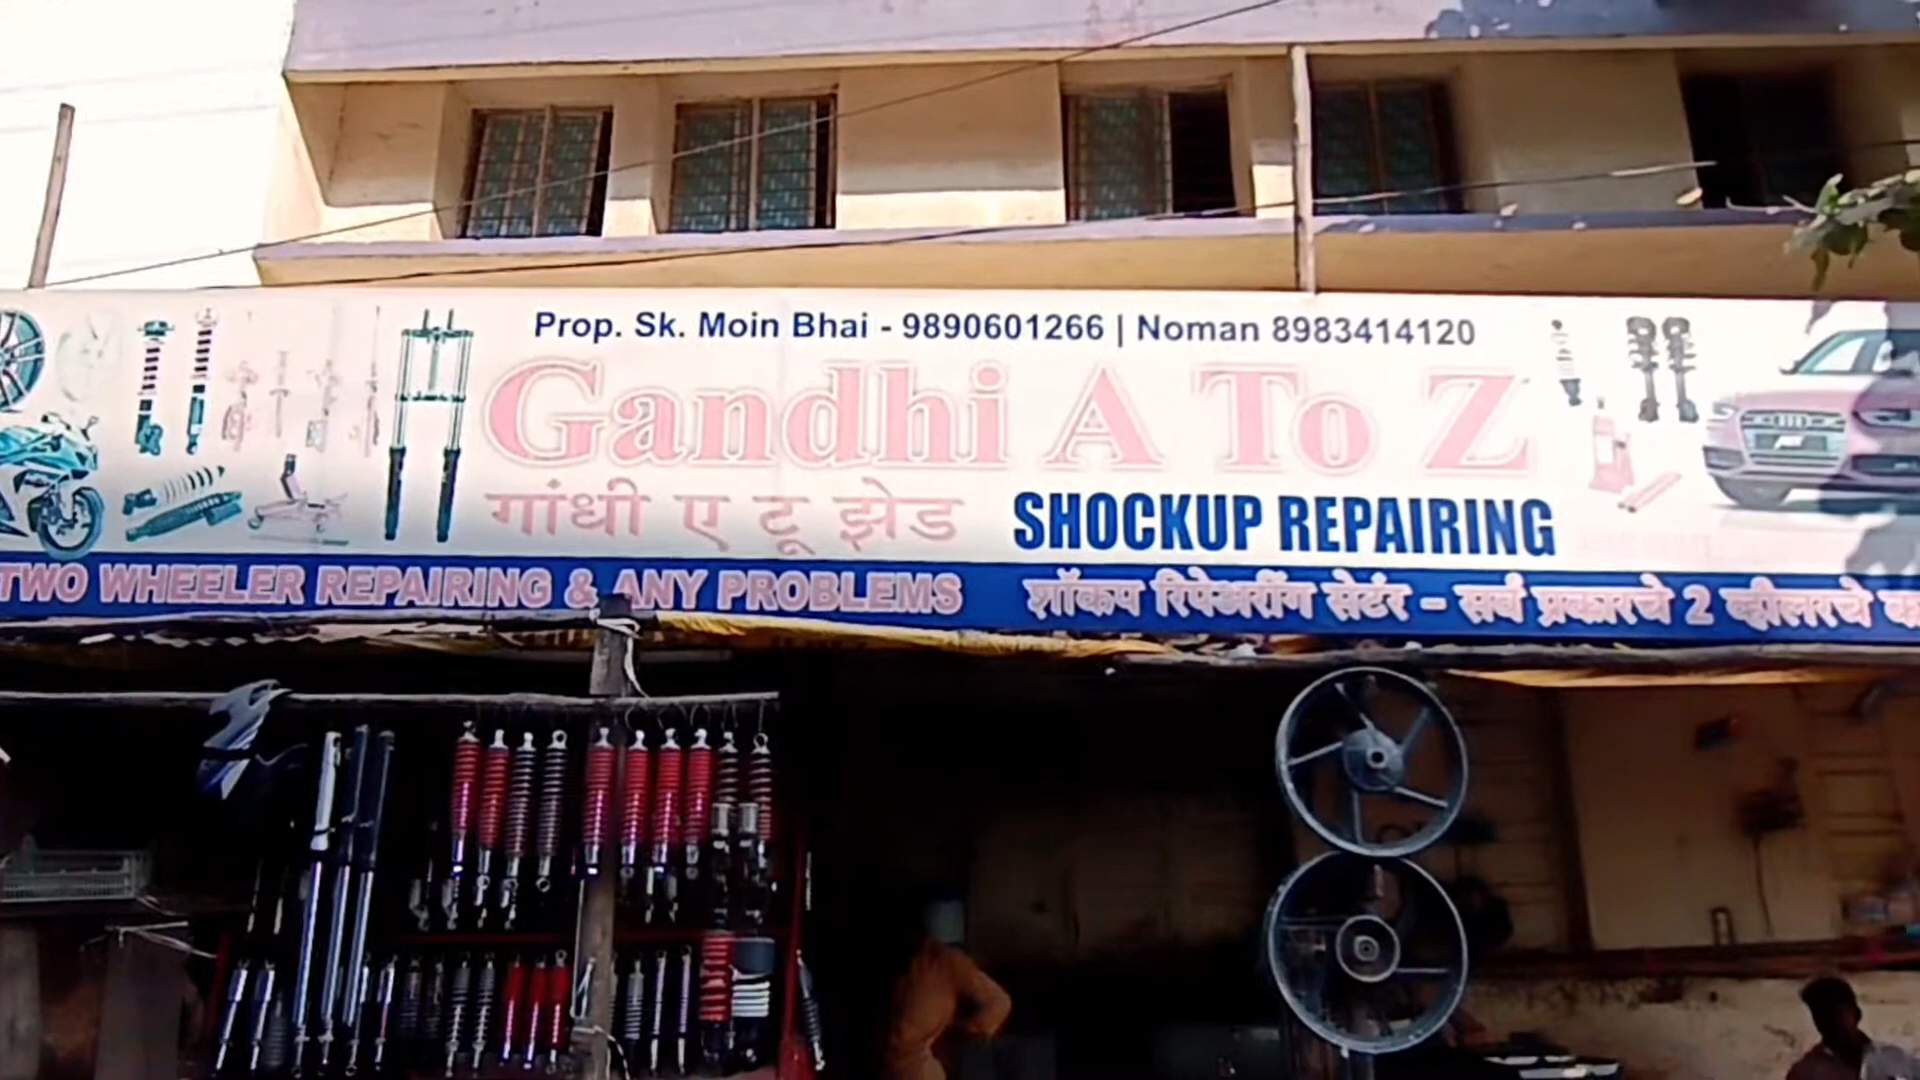 Prop. Sk. Moin Bhai - 9890601266 | Noman 8983414120
Gandhi A To Z
गांधी ए टू झेड SHOCKUP REPAIRING
TWO WHEELER REPAIRING & ANY PROBLEMS शॉकप रिपेअरींग सेटंर - सर्व प्रकारचे 2 व्हीलरचे